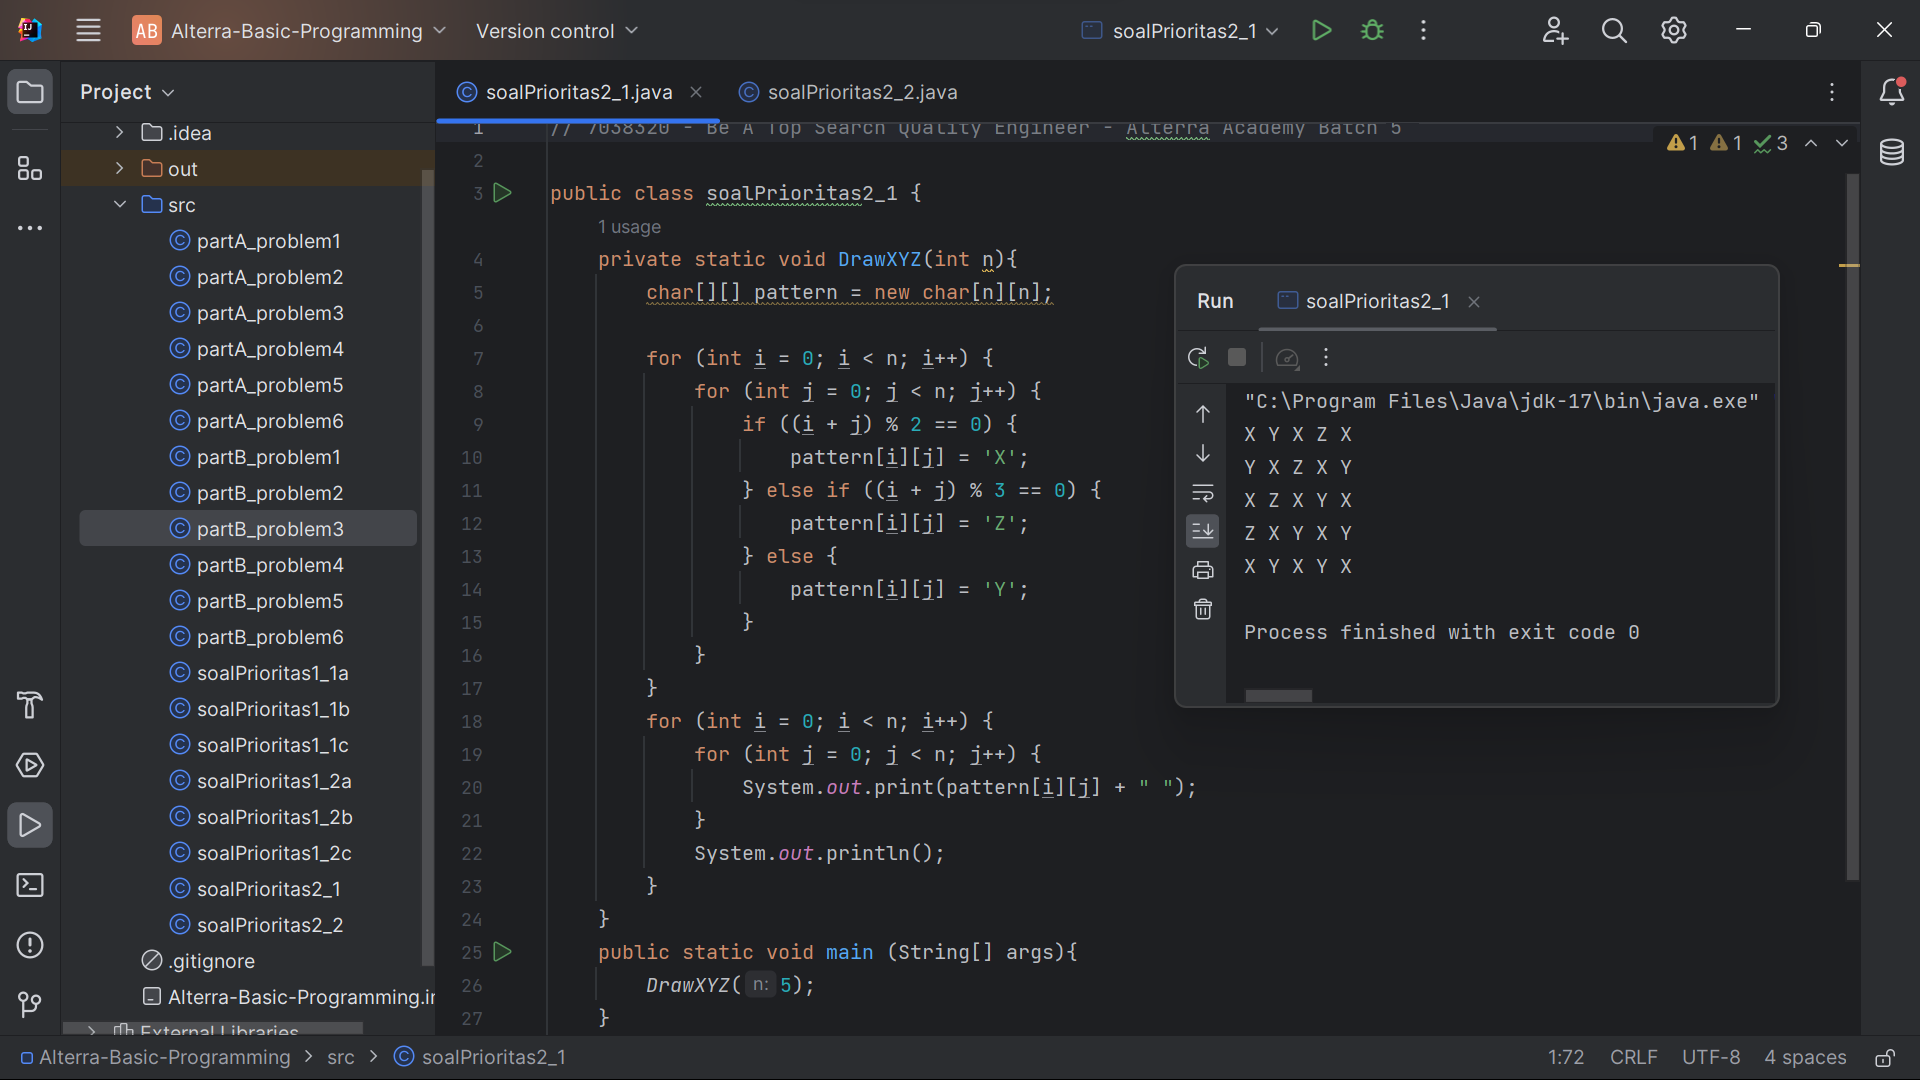 AB Alterra-Basic-Programming Version control soalPrioritas2_1
Project
.idea
out
src
partA_problem1
partA_problem2
partA_problem3
partA_problem4
partA_problem5
partA_problem6
partB_problem1
partB_problem2
partB_problem3
partB_problem4
partB_problem5
partB_problem6
soalPrioritas1_1a
soalPrioritas1_1b
soalPrioritas1_1c
soalPrioritas1_2a
soalPrioritas1_2b
soalPrioritas1_2c
soalPrioritas2_1
soalPrioritas2_2
.gitignore
Alterra-Basic-Programming.i
External Libraries
soalPrioritas2_1.java soalPrioritas2_2.java
1 1 3
1 // 7038320 - Be A Top Search Quality Engineer - Alterra Academy Batch 5
2
3 public class soalPrioritas2_1 {
1 usage
4 private static void DrawXYZ(int n){
5 char[][] pattern = new char[n][n];
6
7 for (int i = 0; i < n; i++) {
8 for (int j = 0; j < n; j++) {
9 if ((i + j) % 2 == 0) {
10 pattern[i][j] = 'X';
11 } else if ((i + j) % 3 == 0) {
12 pattern[i][j] = 'Z';
13 } else {
14 pattern[i][j] = 'Y';
15 }
16 }
17 }
18 for (int i = 0; i < n; i++) {
19 for (int j = 0; j < n; j++) {
20 System.out.print(pattern[i][j] + " ");
21 }
22 System.out.println();
23 }
24 }
25 public static void main (String[] args){
26 DrawXYZ( n: 5);
27 }
Run soalPrioritas2_1
"C:\Program Files\Java\jdk-17\bin\java.exe"
X Y X Z X
Y X Z X Y
X Z X Y X
Z X Y X Y
X Y X Y X
Process finished with exit code 0
Alterra-Basic-Programming > src > soalPrioritas2_1 1:72 CRLF UTF-8 4 spaces